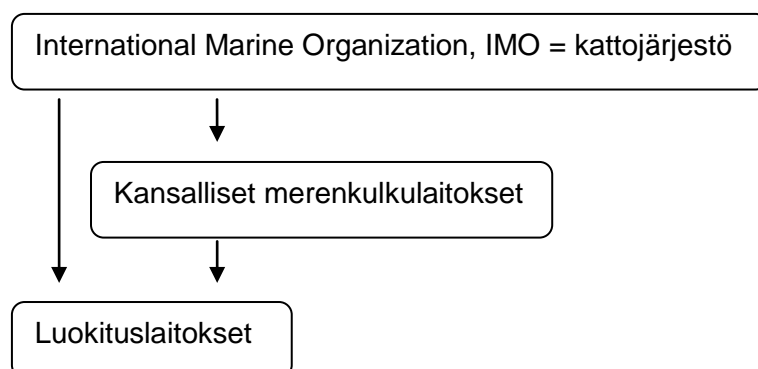 International Marine Organization, IMO = kattojärjestö
Kansalliset merenkulkulaitokset
Luokituslaitokset